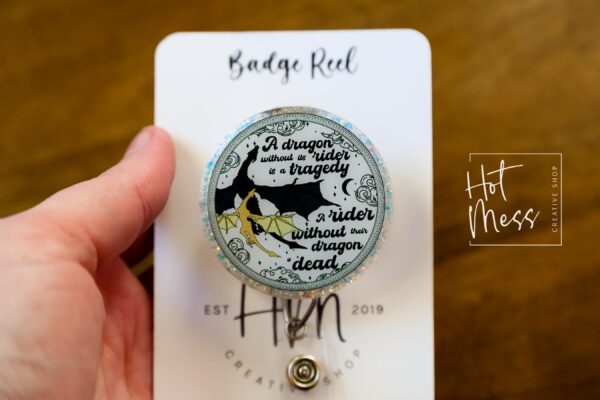 Badge Reel
A dragon
without its rider
is a tragedy
A rider
without their
dragon
is
dead
EST H 2019
CREATIVE SHOP
Hot
Mess
CREATIVE SHOP